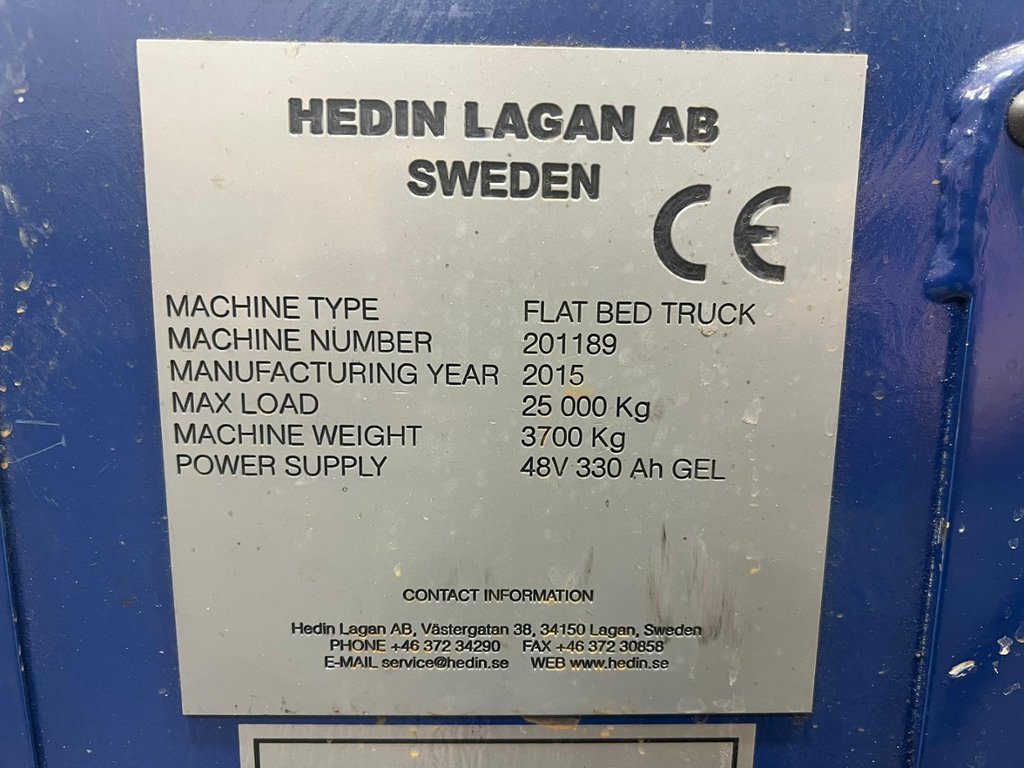 HEDIN LAGAN AB
SWEDEN
CE
MACHINE TYPE FLAT BED TRUCK
MACHINE NUMBER 201189
MANUFACTURING YEAR 2015
MAX LOAD 25 000 Kg
MACHINE WEIGHT 3700 Kg
POWER SUPPLY 48V 330 Ah GEL
CONTACT INFORMATION
Hedin Lagan AB, Västergatan 38, 34150 Lagan, Sweden
PHONE +46 372 34290 FAX +46 372 30858
E-MAIL service@hedin.se WEB www.hedin.se